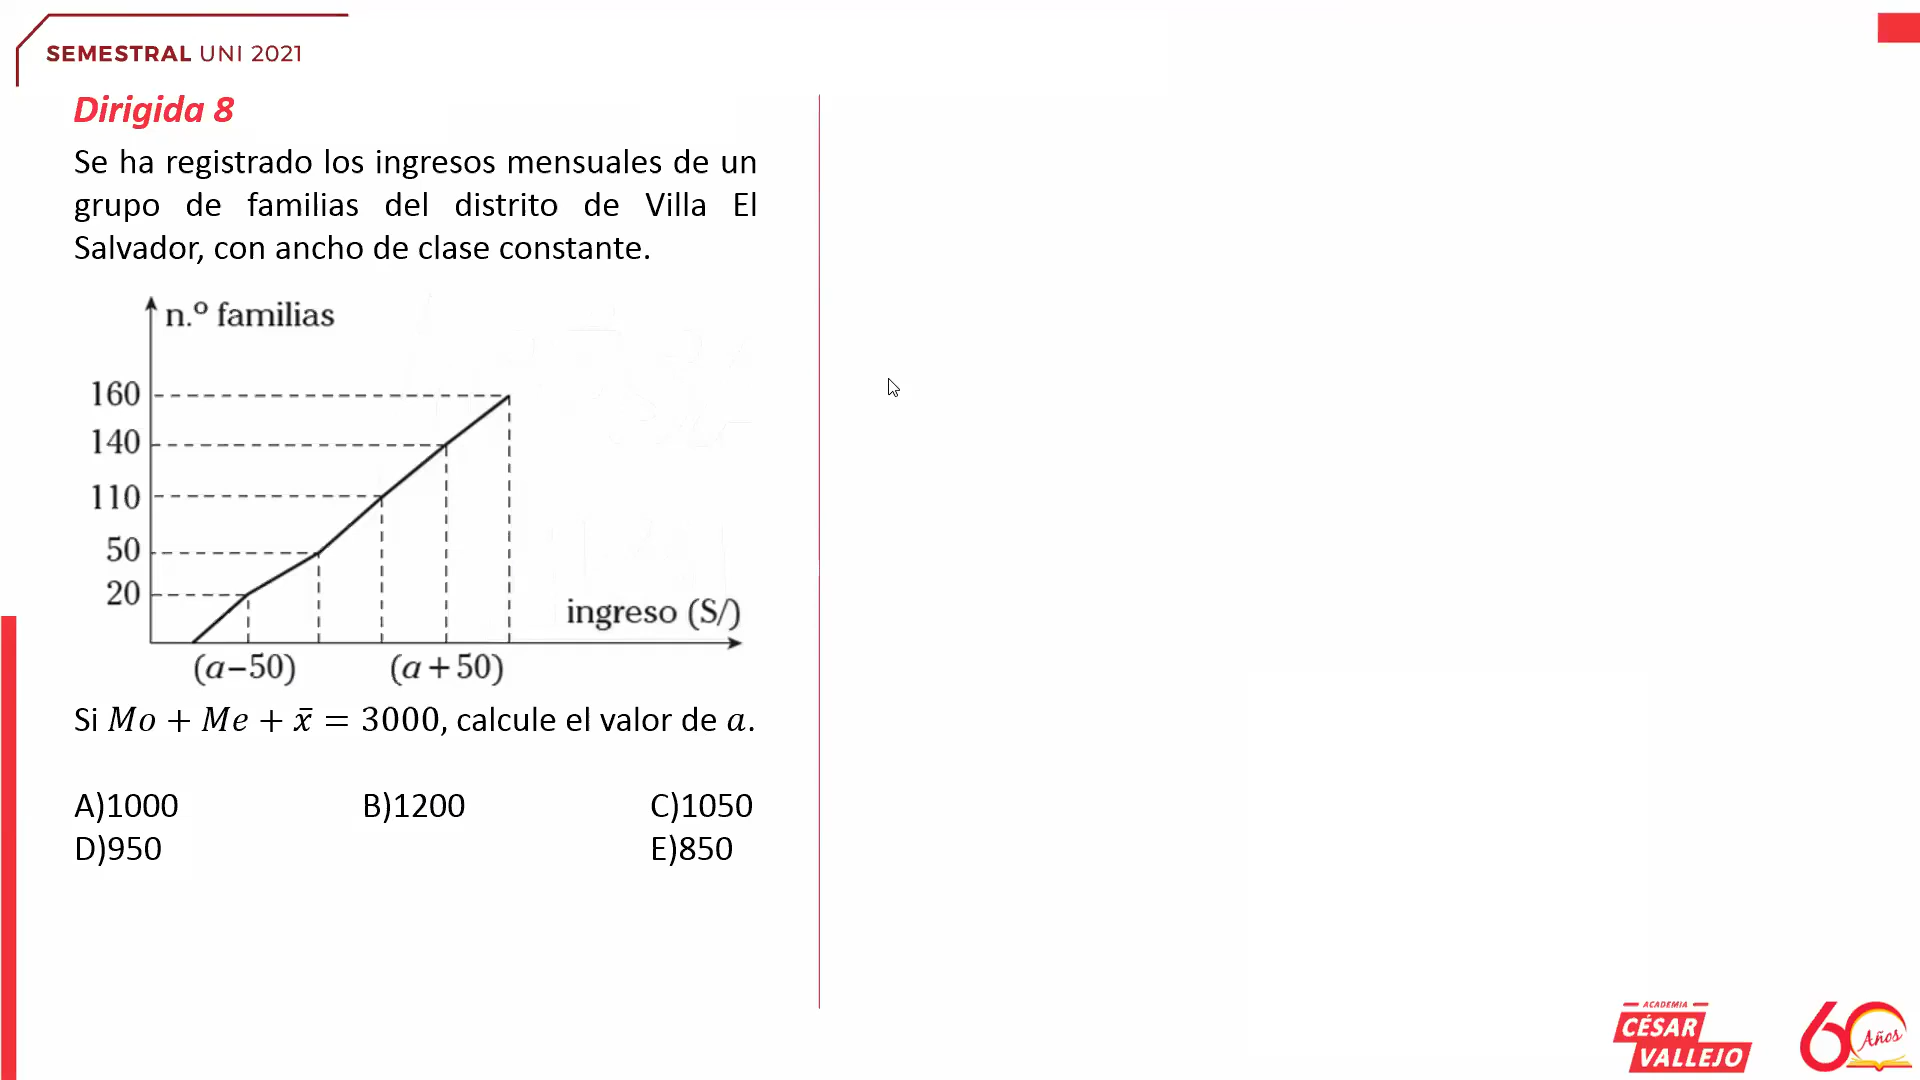 SEMESTRAL UNI 2021
Dirigida 8
Se ha registrado los ingresos mensuales de un
grupo de familias del distrito de Villa El
Salvador, con ancho de clase constante.
n.º familias
160
140
110
50
20
ingreso (S/)
(a−50) (a+50)
Si Mo + Me + x̄ = 3000, calcule el valor de a.
A)1000 B)1200 C)1050
D)950 E)850
ACADEMIA
CÉSAR
VALLEJO
60 Años